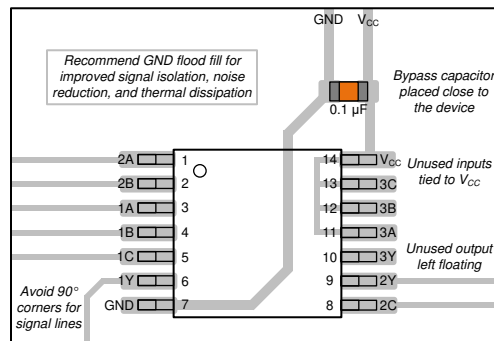 GND
VCC
Recommend GND flood fill for
improved signal isolation, noise
reduction, and thermal dissipation
Bypass capacitor
placed close to
the device
0.1 µF
2A 1
2B 2
1A 3
1B 4
1C 5
1Y 6
GND 7
14 VCC
13 3C
12 3B
11 3A
10 3Y
9 2Y
8 2C
Unused inputs
tied to VCC
Unused output
left floating
Avoid 90°
corners for
signal lines